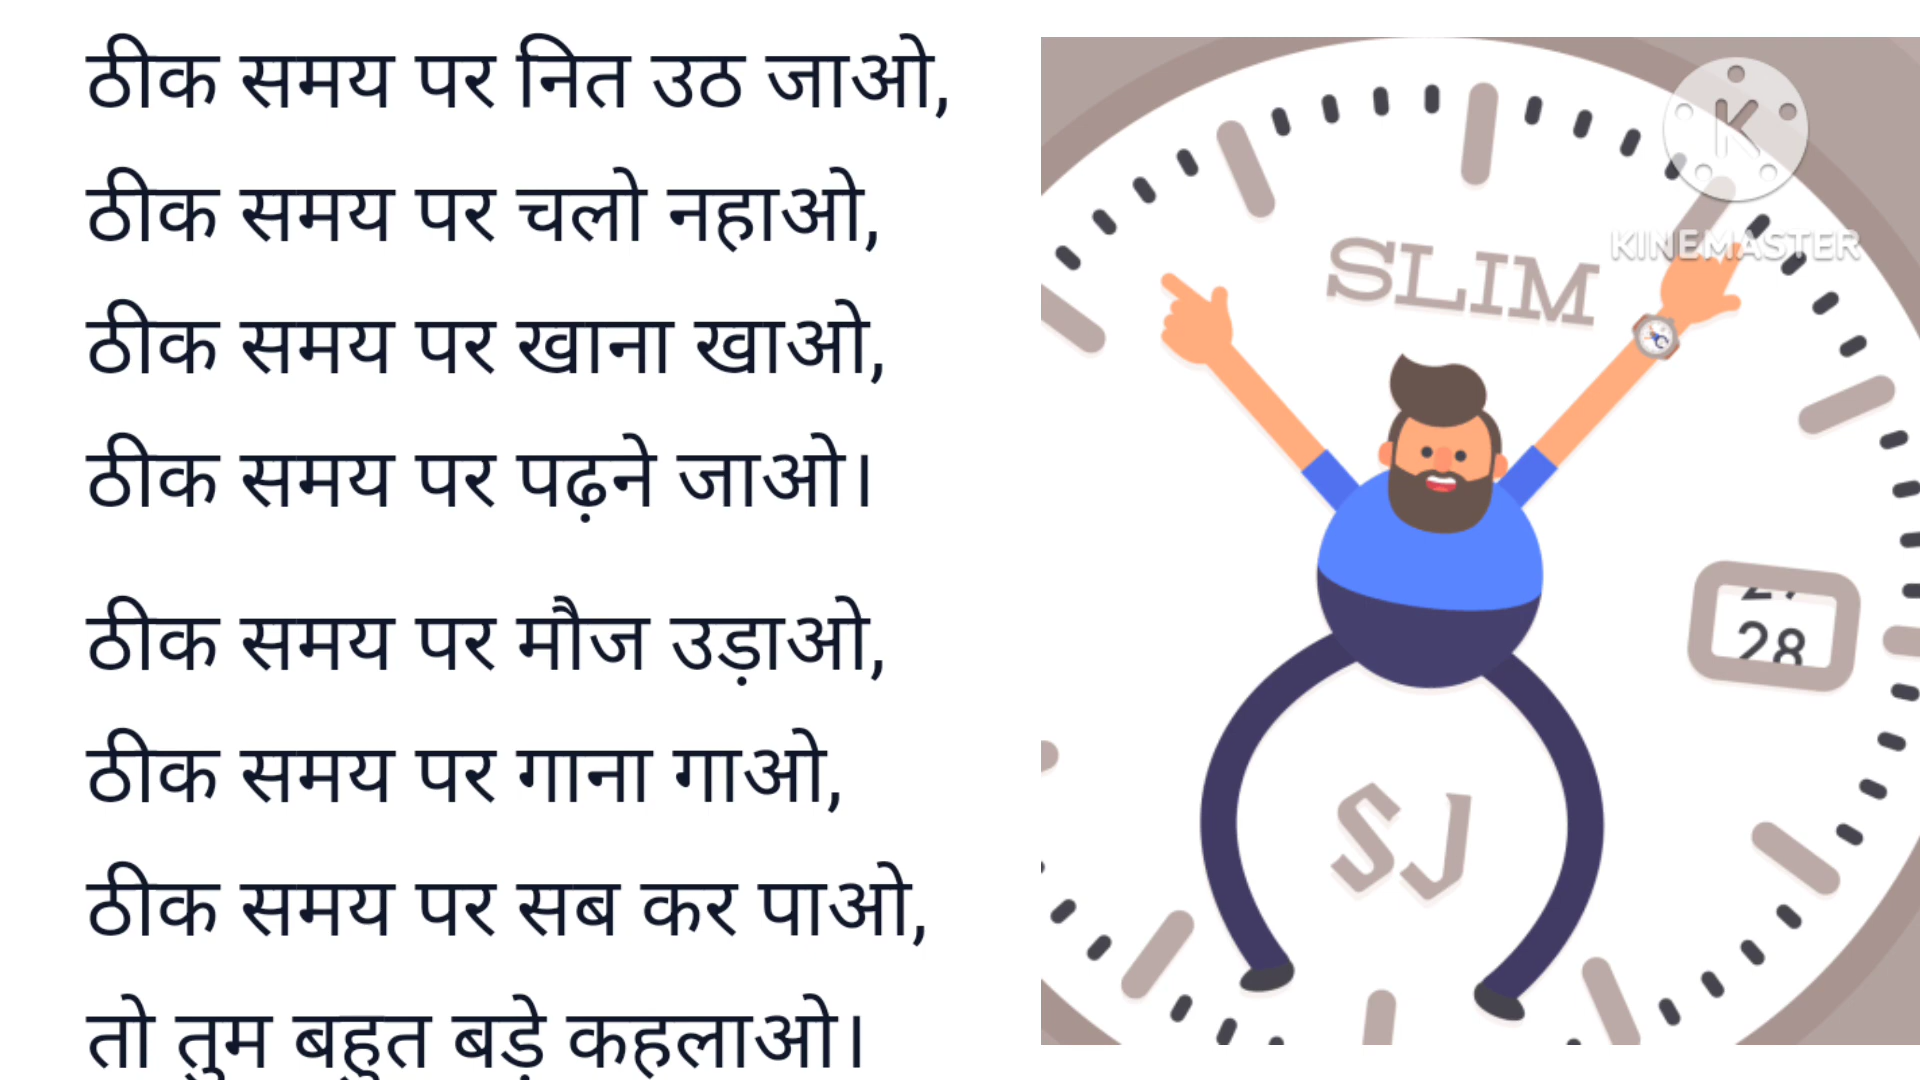 ठीक समय पर नित उठ जाओ,
ठीक समय पर चलो नहाओ,
ठीक समय पर खाना खाओ,
ठीक समय पर पढ़ने जाओ।
ठीक समय पर मौज उड़ाओ,
ठीक समय पर गाना गाओ,
ठीक समय पर सब कर पाओ,
तो तुम बहुत बड़े कहलाओ।
K
KINEMASTER
SLIM
28
SJ